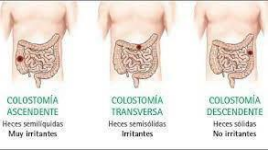 COLOSTOMÍA
ASCENDENTE
Heces semilíquidas
Muy irritantes
COLOSTOMÍA
TRANSVERSA
Heces semisólidas
Irritantes
COLOSTOMÍA
DESCENDENTE
Heces sólidas
No irritantes